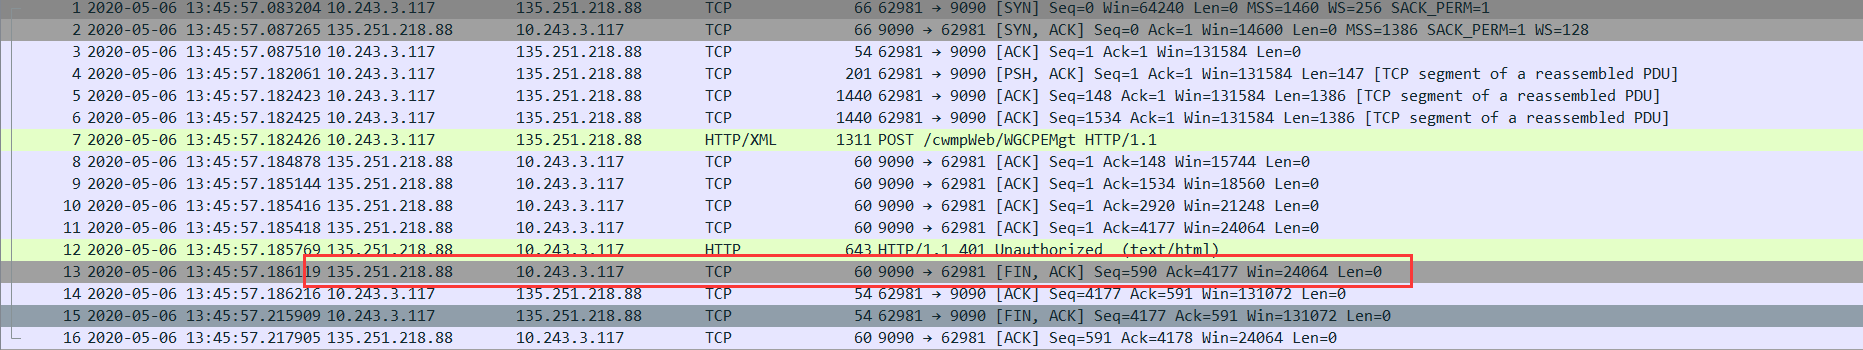 1 2020-05-06 13:45:57.083204 10.243.3.117 135.251.218.88 TCP 66 62981 → 9090 [SYN] Seq=0 Win=64240 Len=0 MSS=1460 WS=256 SACK_PERM=1
2 2020-05-06 13:45:57.087265 135.251.218.88 10.243.3.117 TCP 66 9090 → 62981 [SYN, ACK] Seq=0 Ack=1 Win=14600 Len=0 MSS=1386 SACK_PERM=1 WS=128
3 2020-05-06 13:45:57.087510 10.243.3.117 135.251.218.88 TCP 54 62981 → 9090 [ACK] Seq=1 Ack=1 Win=131584 Len=0
4 2020-05-06 13:45:57.182061 10.243.3.117 135.251.218.88 TCP 201 62981 → 9090 [PSH, ACK] Seq=1 Ack=1 Win=131584 Len=147 [TCP segment of a reassembled PDU]
5 2020-05-06 13:45:57.182423 10.243.3.117 135.251.218.88 TCP 1440 62981 → 9090 [ACK] Seq=148 Ack=1 Win=131584 Len=1386 [TCP segment of a reassembled PDU]
6 2020-05-06 13:45:57.182425 10.243.3.117 135.251.218.88 TCP 1440 62981 → 9090 [ACK] Seq=1534 Ack=1 Win=131584 Len=1386 [TCP segment of a reassembled PDU]
7 2020-05-06 13:45:57.182426 10.243.3.117 135.251.218.88 HTTP/XML 1311 POST /cwmpWeb/WGCPEMgt HTTP/1.1
8 2020-05-06 13:45:57.184878 135.251.218.88 10.243.3.117 TCP 60 9090 → 62981 [ACK] Seq=1 Ack=148 Win=15744 Len=0
9 2020-05-06 13:45:57.185144 135.251.218.88 10.243.3.117 TCP 60 9090 → 62981 [ACK] Seq=1 Ack=1534 Win=18560 Len=0
10 2020-05-06 13:45:57.185416 135.251.218.88 10.243.3.117 TCP 60 9090 → 62981 [ACK] Seq=1 Ack=2920 Win=21248 Len=0
11 2020-05-06 13:45:57.185418 135.251.218.88 10.243.3.117 TCP 60 9090 → 62981 [ACK] Seq=1 Ack=4177 Win=24064 Len=0
12 2020-05-06 13:45:57.185769 135.251.218.88 10.243.3.117 HTTP 643 HTTP/1.1 401 Unauthorized (text/html)
13 2020-05-06 13:45:57.186119 135.251.218.88 10.243.3.117 TCP 60 9090 → 62981 [FIN, ACK] Seq=590 Ack=4177 Win=24064 Len=0
14 2020-05-06 13:45:57.186216 10.243.3.117 135.251.218.88 TCP 54 62981 → 9090 [ACK] Seq=4177 Ack=591 Win=131072 Len=0
15 2020-05-06 13:45:57.215909 10.243.3.117 135.251.218.88 TCP 54 62981 → 9090 [FIN, ACK] Seq=4177 Ack=591 Win=131072 Len=0
16 2020-05-06 13:45:57.217905 135.251.218.88 10.243.3.117 TCP 60 9090 → 62981 [ACK] Seq=591 Ack=4178 Win=24064 Len=0